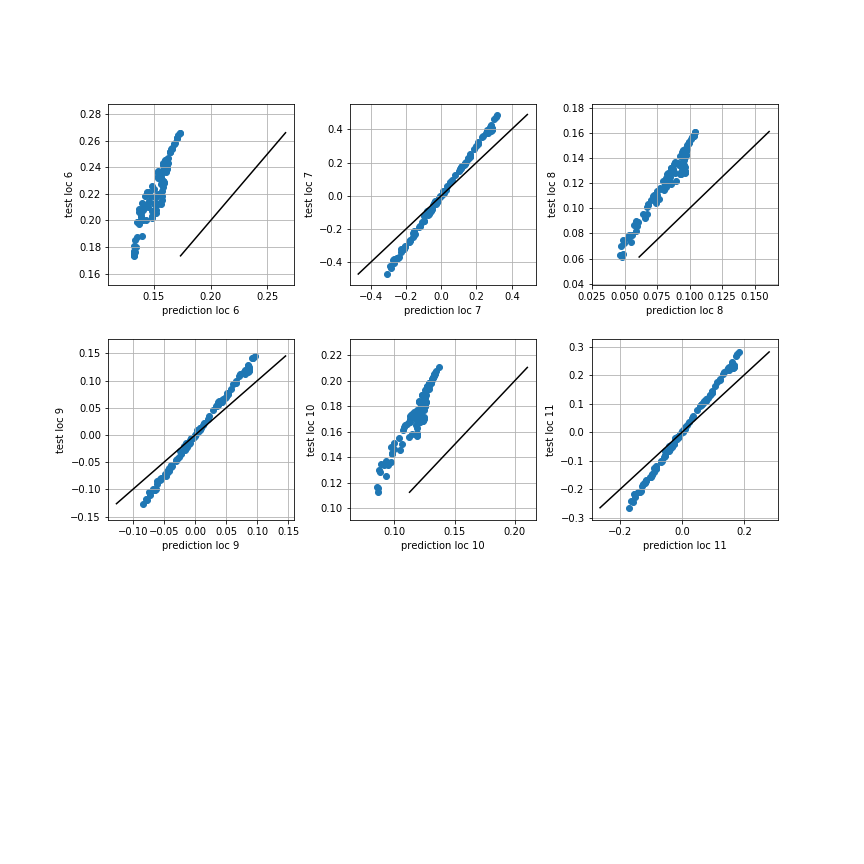 0.28
0.26
0.24
0.22
0.20
0.18
0.16
test loc 6
0.15 0.20 0.25
prediction loc 6
0.4
0.2
0.0
−0.2
−0.4
test loc 7
−0.4 −0.2 0.0 0.2 0.4
prediction loc 7
0.18
0.16
0.14
0.12
0.10
0.08
0.06
0.04
test loc 8
0.025 0.050 0.075 0.100 0.125 0.150
prediction loc 8
0.15
0.10
0.05
0.00
−0.05
−0.10
−0.15
test loc 9
−0.10 −0.05 0.00 0.05 0.10 0.15
prediction loc 9
0.22
0.20
0.18
0.16
0.14
0.12
0.10
test loc 10
0.10 0.15 0.20
prediction loc 10
0.3
0.2
0.1
0.0
−0.1
−0.2
−0.3
test loc 11
−0.2 0.0 0.2
prediction loc 11